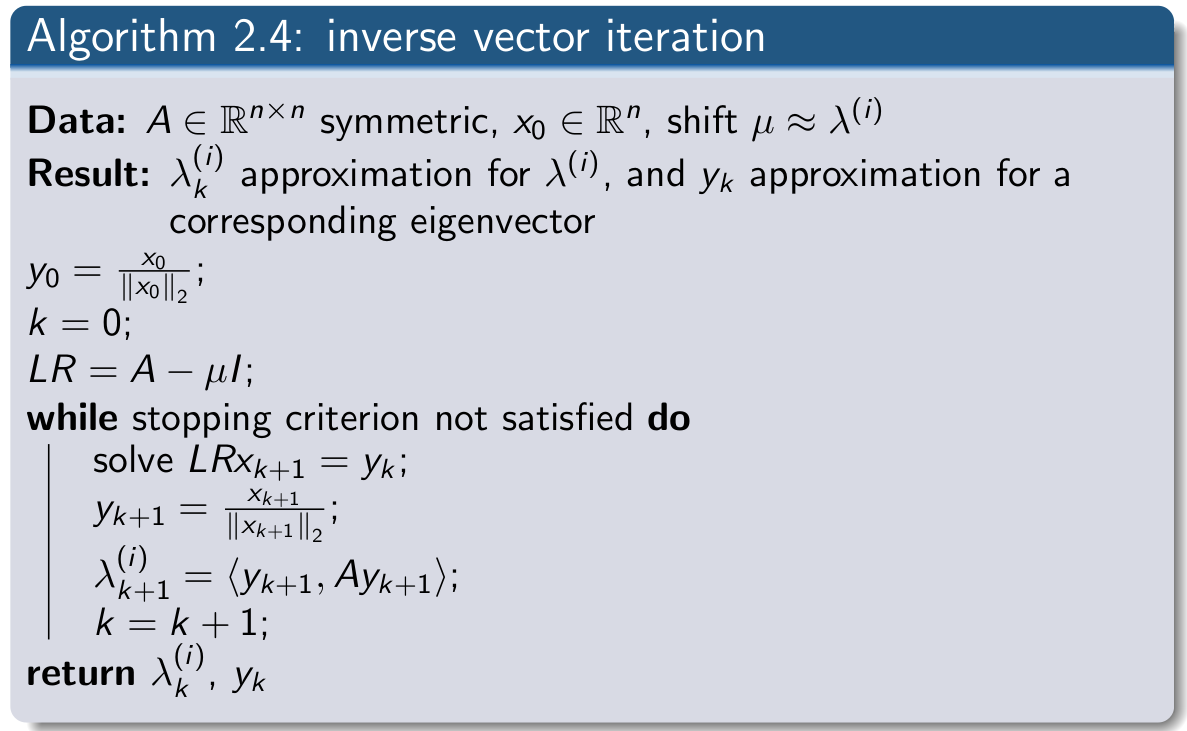 Algorithm 2.4: inverse vector iteration
Data: $A \in \mathbb{R}^{n \times n}$ symmetric, $x_0 \in \mathbb{R}^n$, shift $\mu \approx \lambda^{(i)}$
Result: $\lambda_k^{(i)}$ approximation for $\lambda^{(i)}$, and $y_k$ approximation for a
corresponding eigenvector
$y_0 = \frac{x_0}{\|x_0\|_2}$;
$k = 0$;
$LR = A - \mu I$;
while stopping criterion not satisfied do
solve $LRx_{k+1} = y_k$;
$y_{k+1} = \frac{x_{k+1}}{\|x_{k+1}\|_2}$;
$\lambda_{k+1}^{(i)} = \langle y_{k+1}, Ay_{k+1} \rangle$;
$k = k + 1$;
return $\lambda_k^{(i)}$, $y_k$